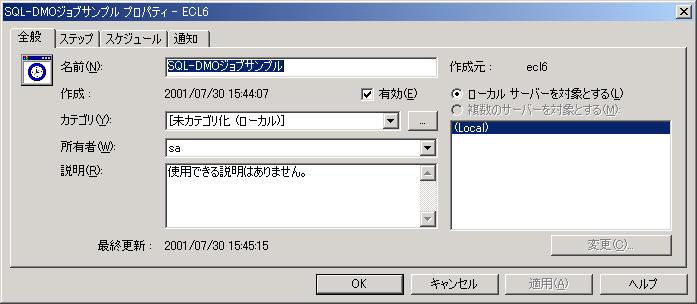 SQL-DMOジョブサンプル プロパティ - ECL6
全般 ステップ スケジュール 通知
名前(N): SQL-DMOジョブサンプル 作成元 : ecl6
作成 : 2001/07/30 15:44:07 有効(E) ローカル サーバーを対象とする(L)
複数のサーバーを対象とする(M):
カテゴリ(Y): [未カテゴリ化 (ローカル)] ... (Local)
所有者(W): sa
説明(R): 使用できる説明はありません。
最終更新 : 2001/07/30 15:45:15 変更(C)...
OK キャンセル 適用(A) ヘルプ